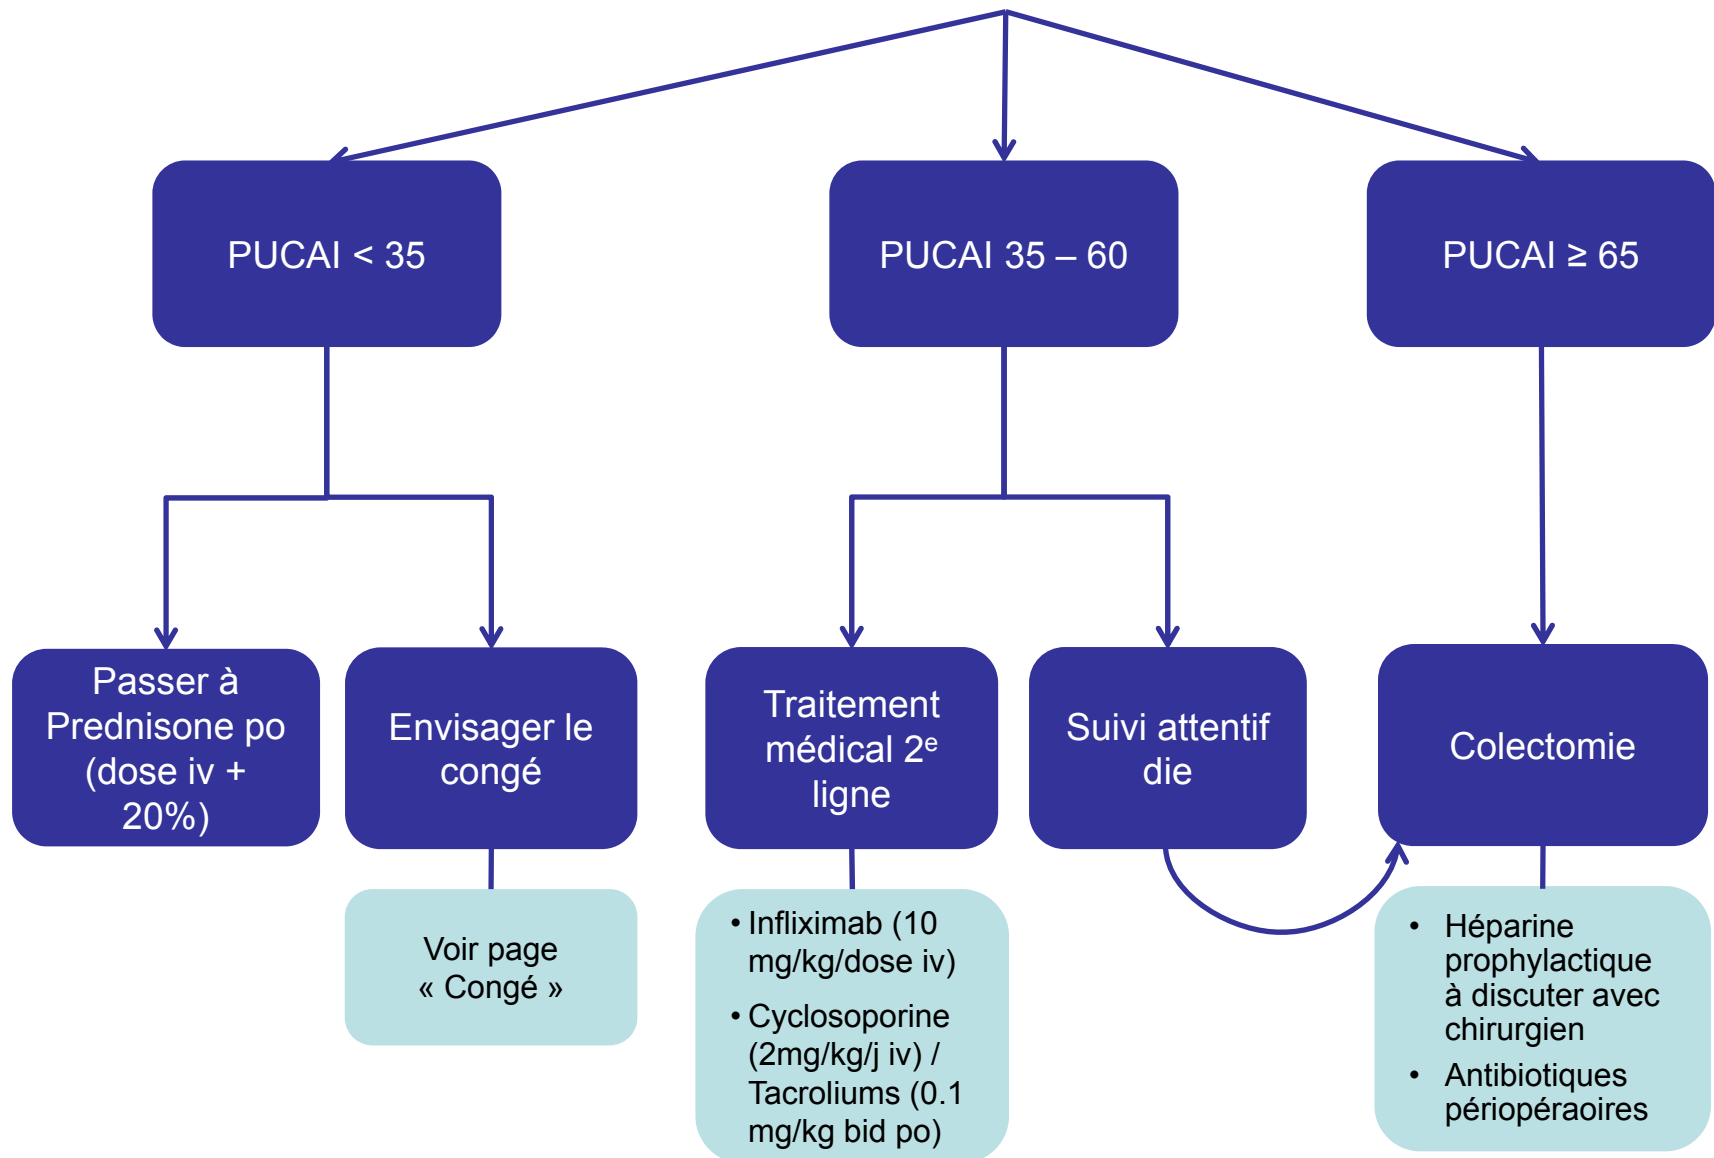 PUCAI < 35
PUCAI 35 – 60
PUCAI ≥ 65
Passer à
Prednisone po
(dose iv +
20%)
Envisager le
congé
Traitement
médical 2e
ligne
Suivi attentif
die
Colectomie
Voir page
« Congé »
• Infliximab (10
mg/kg/dose iv)
• Cyclosoporine
(2mg/kg/j iv) /
Tacroliums (0.1
mg/kg bid po)
• Héparine
prophylactique
à discuter avec
chirurgien
• Antibiotiques
périopéraoires